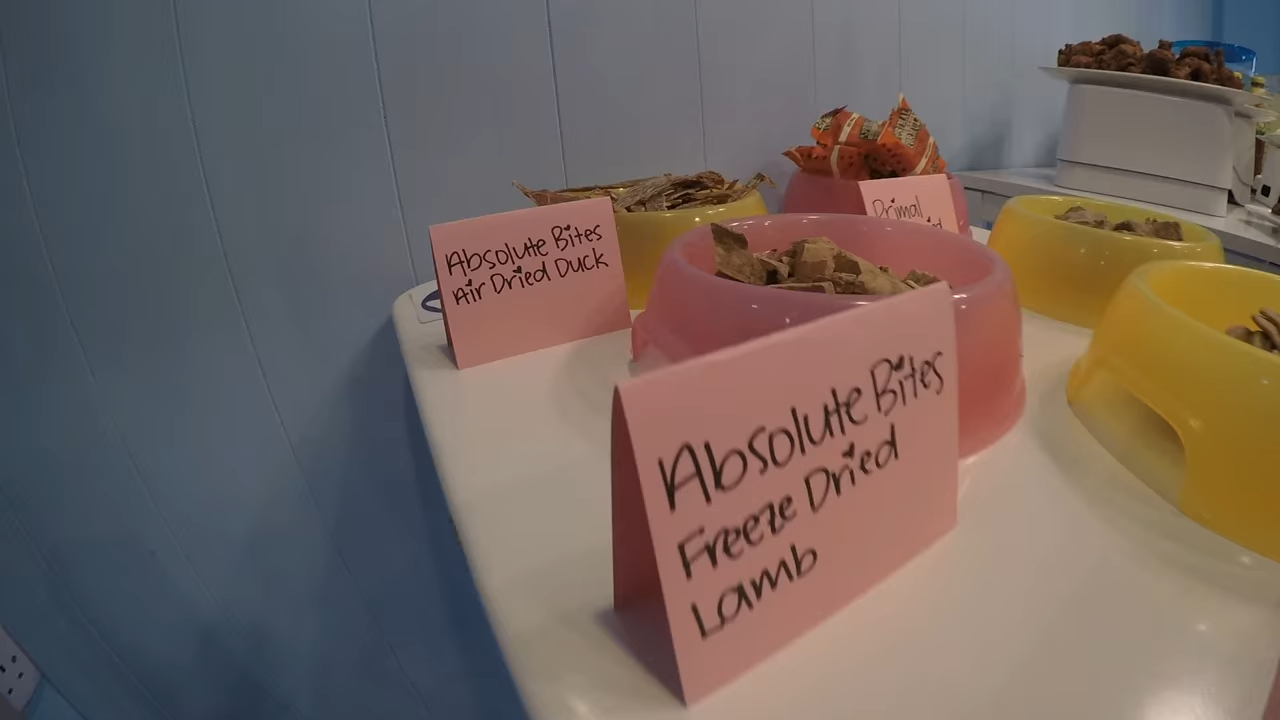 Absolute Bites
Air Dried Duck
Primal
Absolute Bites
Freeze Dried
Lamb